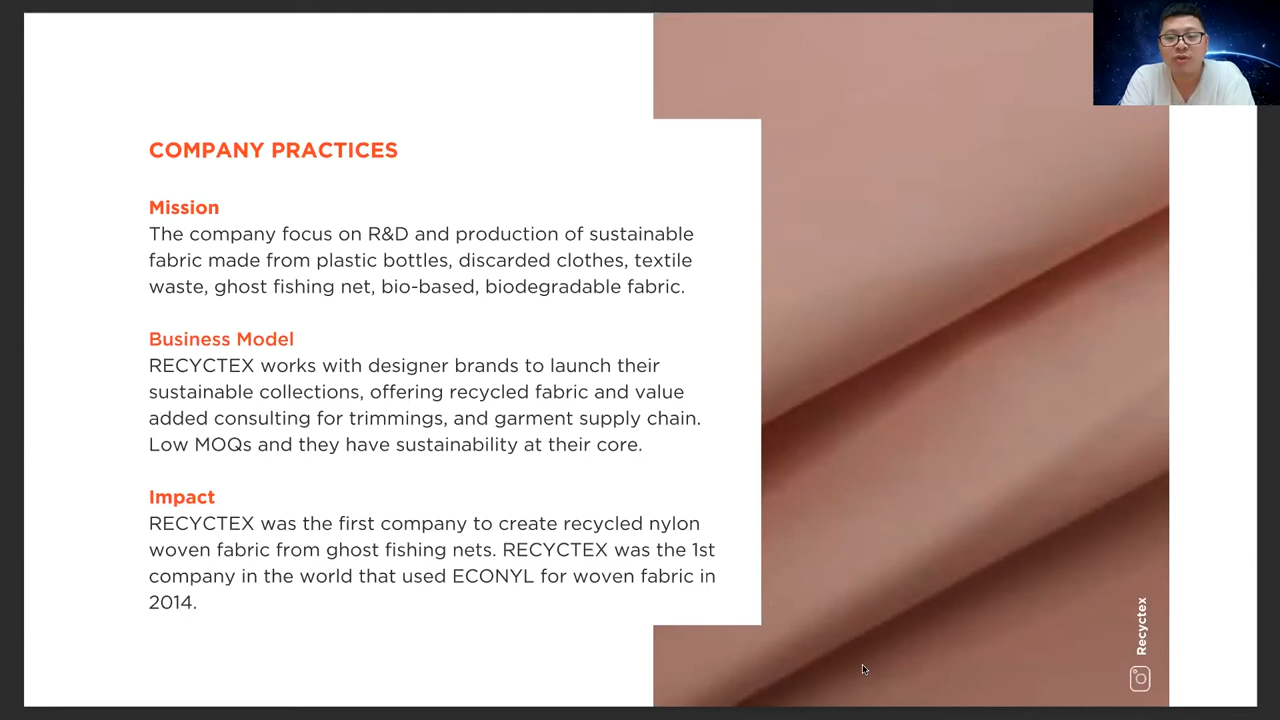 COMPANY PRACTICES
Mission
The company focus on R&D and production of sustainable
fabric made from plastic bottles, discarded clothes, textile
waste, ghost fishing net, bio-based, biodegradable fabric.
Business Model
RECYCTEX works with designer brands to launch their
sustainable collections, offering recycled fabric and value
added consulting for trimmings, and garment supply chain.
Low MOQs and they have sustainability at their core.
Impact
RECYCTEX was the first company to create recycled nylon
woven fabric from ghost fishing nets. RECYCTEX was the 1st
company in the world that used ECONYL for woven fabric in
2014.
Recyctex